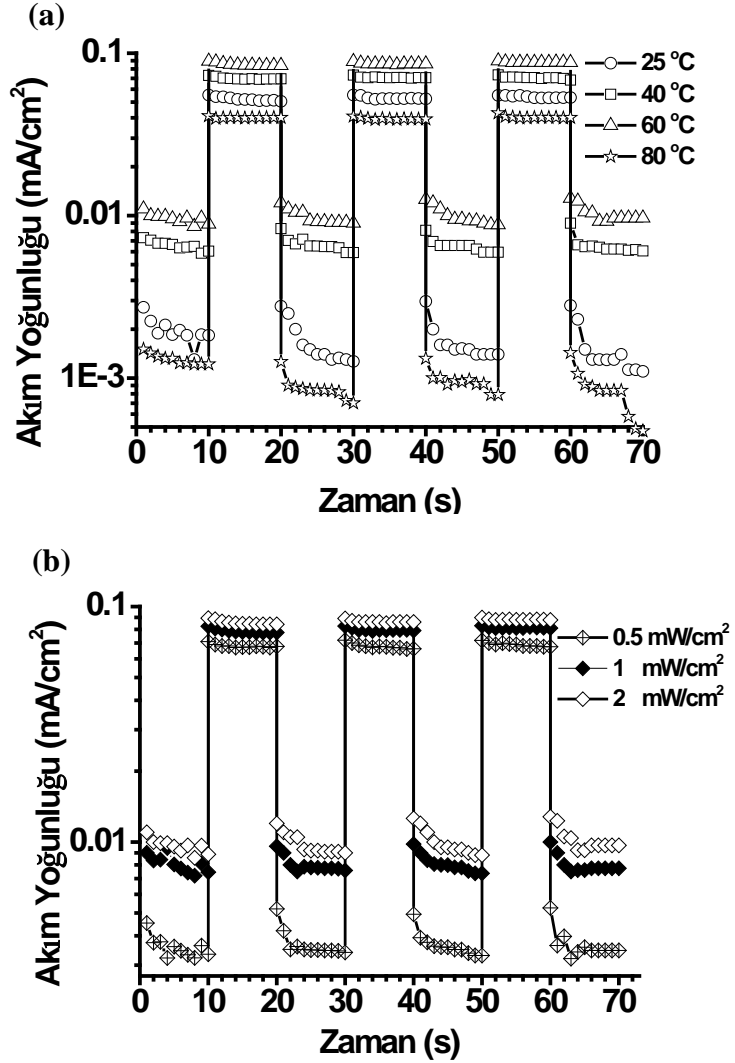 (a)
Akım Yoğunluğu (mA/cm²)
0.1
0.01
1E-3
0 10 20 30 40 50 60 70
Zaman (s)
25 °C
40 °C
60 °C
80 °C
(b)
Akım Yoğunluğu (mA/cm²)
0.1
0.01
0 10 20 30 40 50 60 70
Zaman (s)
0.5 mW/cm²
1 mW/cm²
2 mW/cm²